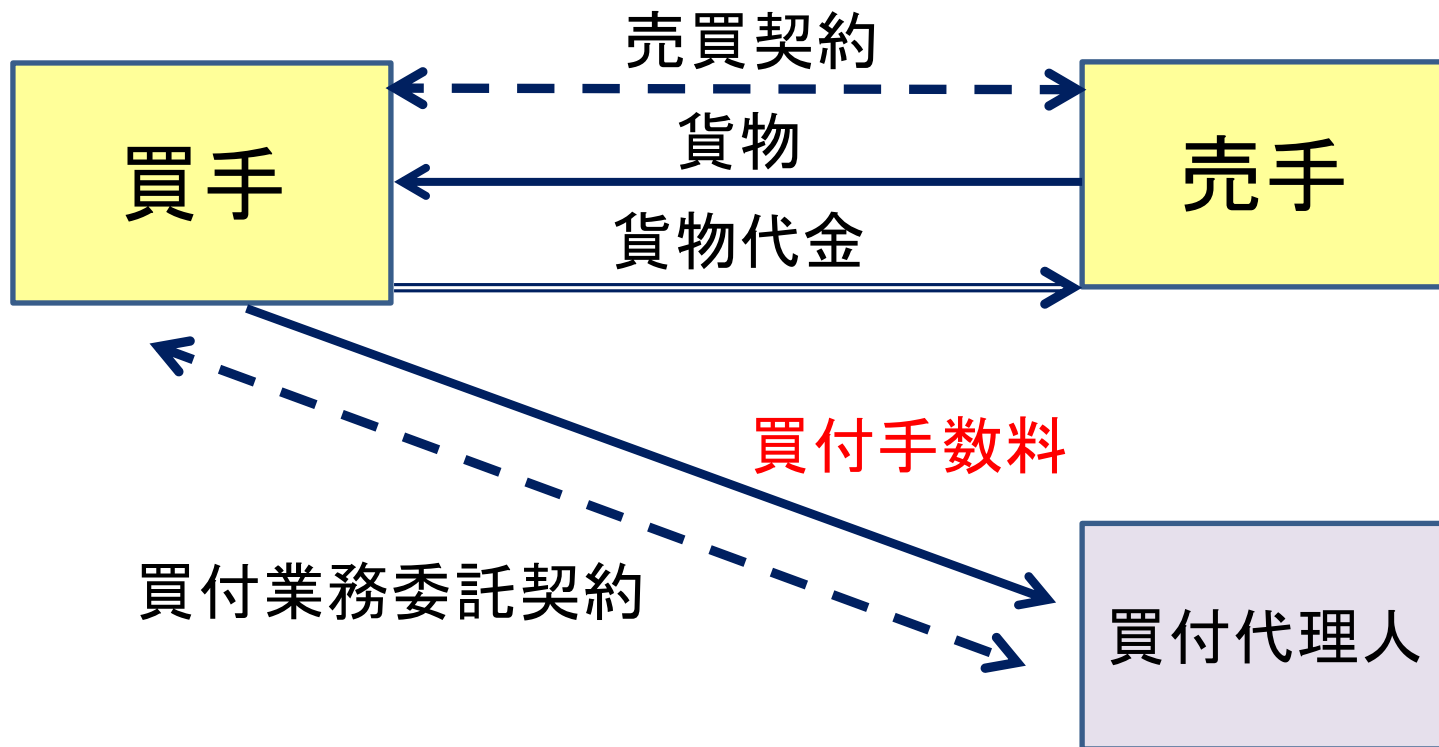 売買契約
買手
売手
貨物
貨物代金
買付手数料
買付業務委託契約
買付代理人